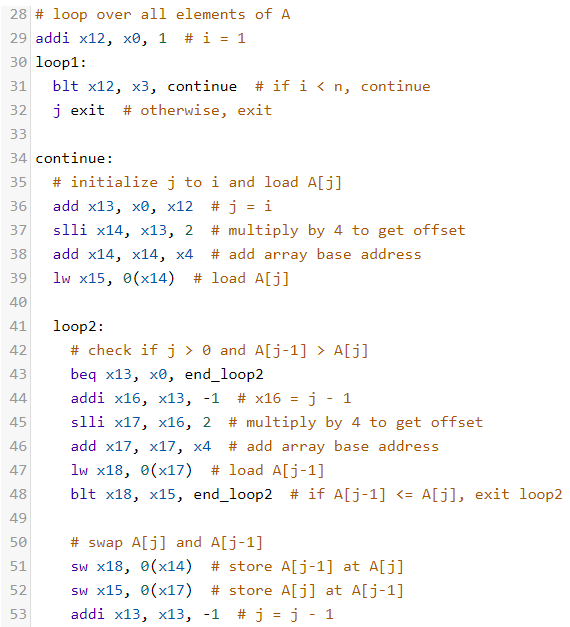 28 # loop over all elements of A
29 addi x12, x0, 1  # i = 1
30 loop1:
31   blt x12, x3, continue  # if i < n, continue
32   j exit  # otherwise, exit
33
34 continue:
35   # initialize j to i and load A[j]
36   add x13, x0, x12  # j = i
37   slli x14, x13, 2  # multiply by 4 to get offset
38   add x14, x14, x4  # add array base address
39   lw x15, 0(x14)  # load A[j]
40
41   loop2:
42     # check if j > 0 and A[j-1] > A[j]
43     beq x13, x0, end_loop2
44     addi x16, x13, -1  # x16 = j - 1
45     slli x17, x16, 2  # multiply by 4 to get offset
46     add x17, x17, x4  # add array base address
47     lw x18, 0(x17)  # load A[j-1]
48     blt x18, x15, end_loop2  # if A[j-1] <= A[j], exit loop2
49
50     # swap A[j] and A[j-1]
51     sw x18, 0(x14)  # store A[j-1] at A[j]
52     sw x15, 0(x17)  # store A[j] at A[j-1]
53     addi x13, x13, -1  # j = j - 1